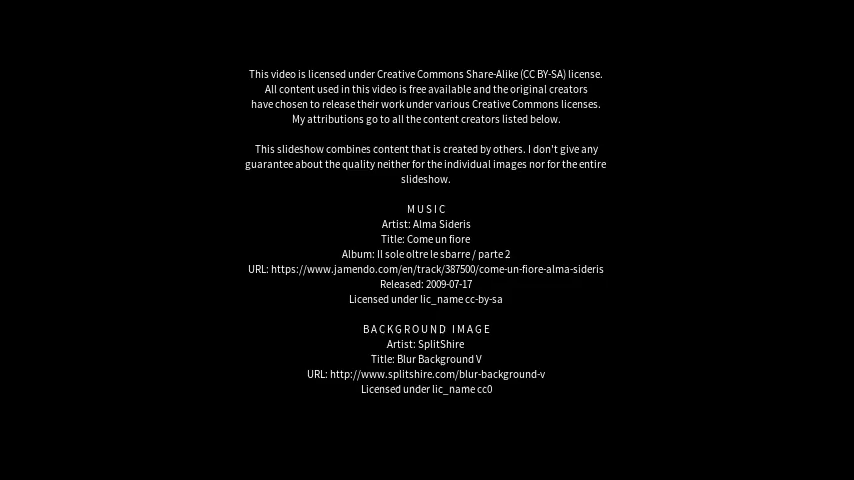 This video is licensed under Creative Commons Share-Alike (CC BY-SA) license.
All content used in this video is free available and the original creators
have chosen to release their work under various Creative Commons licenses.
My attributions go to all the content creators listed below.
This slideshow combines content that is created by others. I don't give any
guarantee about the quality neither for the individual images nor for the entire
slideshow.
MUSIC
Artist: Alma Sideris
Title: Come un fiore
Album: Il sole oltre le sbarre / parte 2
URL: https://www.jamendo.com/en/track/387500/come-un-fiore-alma-sideris
Released: 2009-07-17
Licensed under lic_name cc-by-sa
BACKGROUND IMAGE
Artist: SplitShire
Title: Blur Background V
URL: http://www.splitshire.com/blur-background-v
Licensed under lic_name cc0